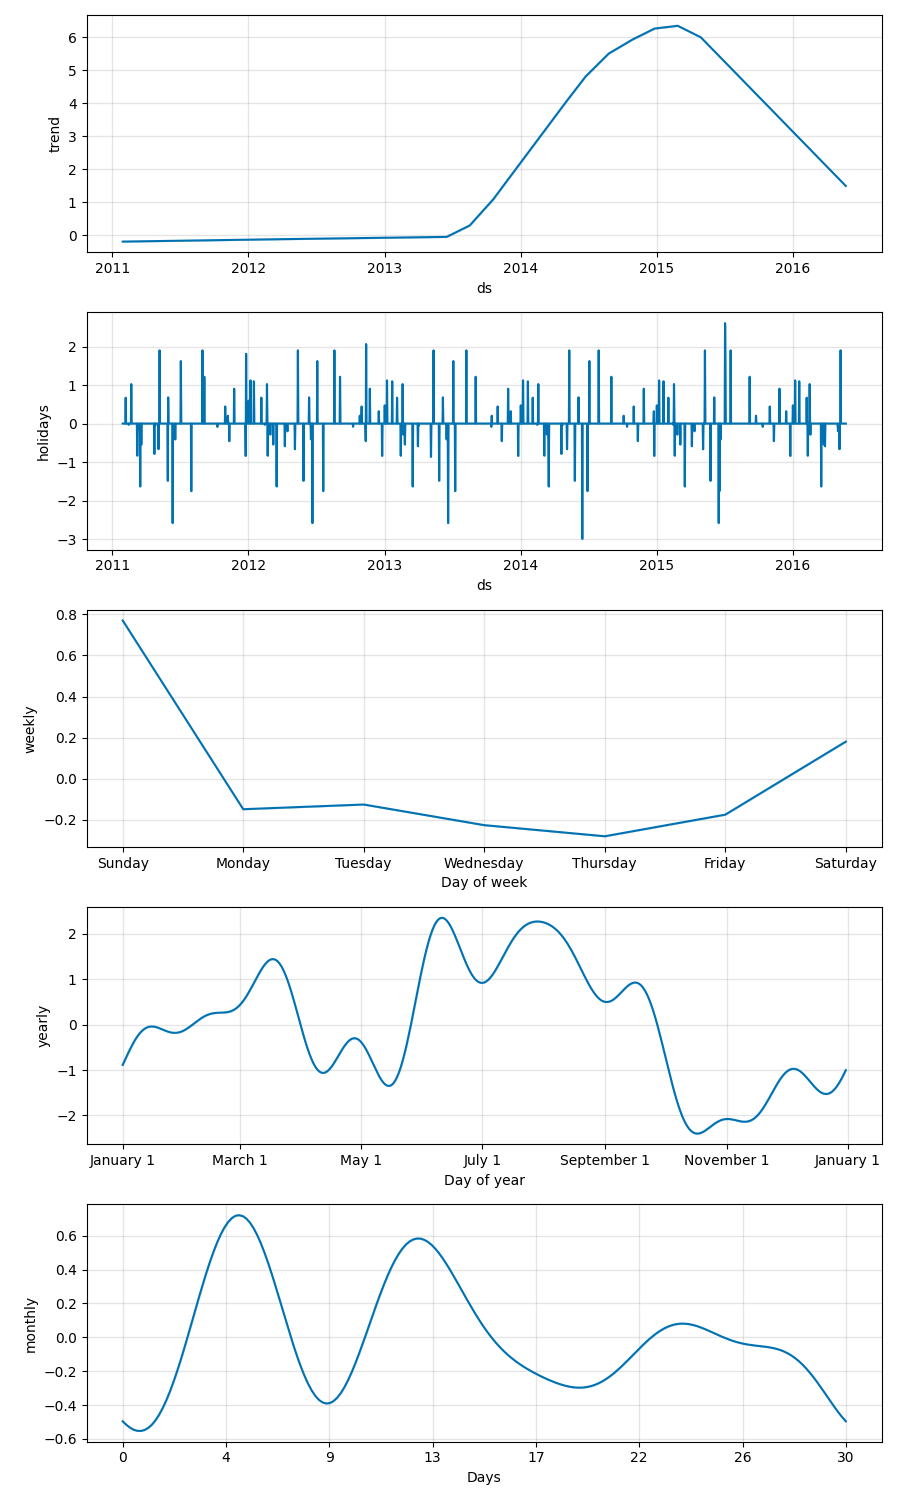 6
5
4
3
2
1
0
trend
2011 2012 2013 2014 2015 2016
ds
2
1
0
−1
−2
−3
holidays
2011 2012 2013 2014 2015 2016
ds
0.8
0.6
0.4
0.2
0.0
−0.2
weekly
Sunday Monday Tuesday Wednesday Thursday Friday Saturday
Day of week
2
1
0
−1
−2
yearly
January 1 March 1 May 1 July 1 September 1 November 1 January 1
Day of year
0.6
0.4
0.2
0.0
−0.2
−0.4
−0.6
monthly
0 4 9 13 17 22 26 30
Days